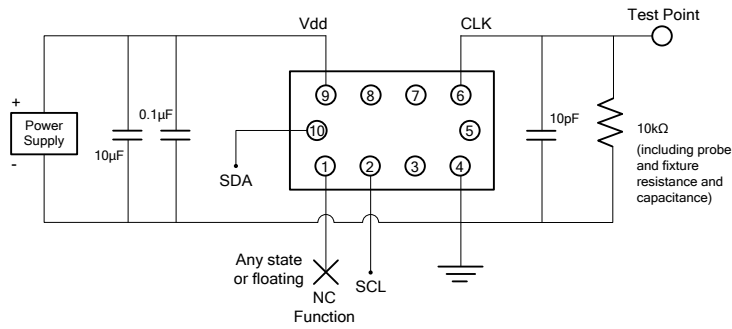 Test Point
Vdd
CLK
+
Power
Supply
-
10µF
0.1µF
9
8
7
6
10
5
1
2
3
4
SDA
10pF
10kΩ
(including probe
and fixture
resistance and
capacitance)
Any state
or floating
NC
Function
SCL